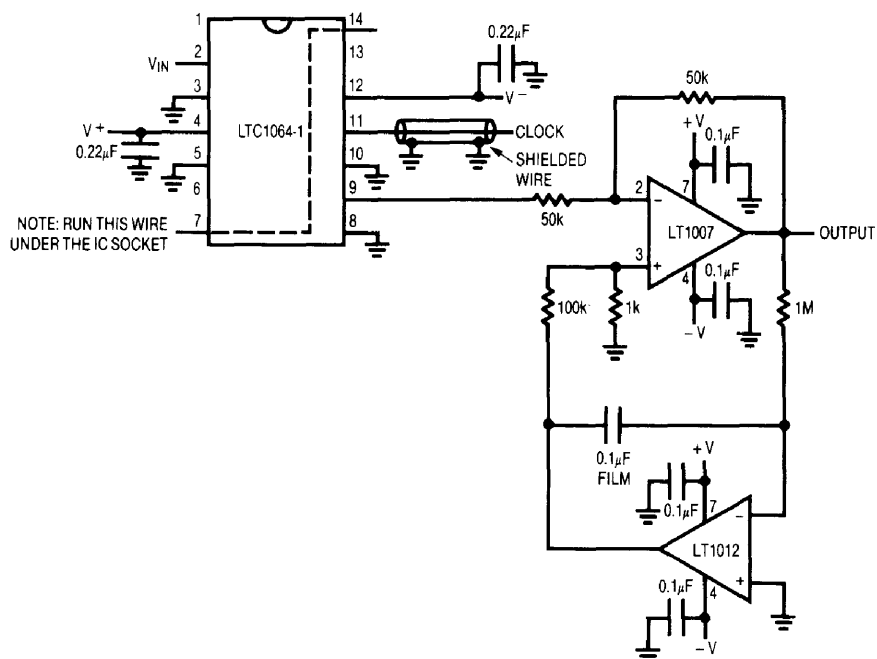 1
14
2
13
VIN
0.22µF
3
12
V−
V+
4
LTC1064-1
11
CLOCK
0.22µF
5
10
SHIELDED
WIRE
6
9
NOTE: RUN THIS WIRE
UNDER THE IC SOCKET
7
8
50k
50k
+V
0.1µF
7
2
−
LT1007
OUTPUT
3
+
4
0.1µF
−V
100k
1k
1M
0.1µF
FILM
+V
0.1µF
7
−
LT1012
+
0.1µF
4
−V